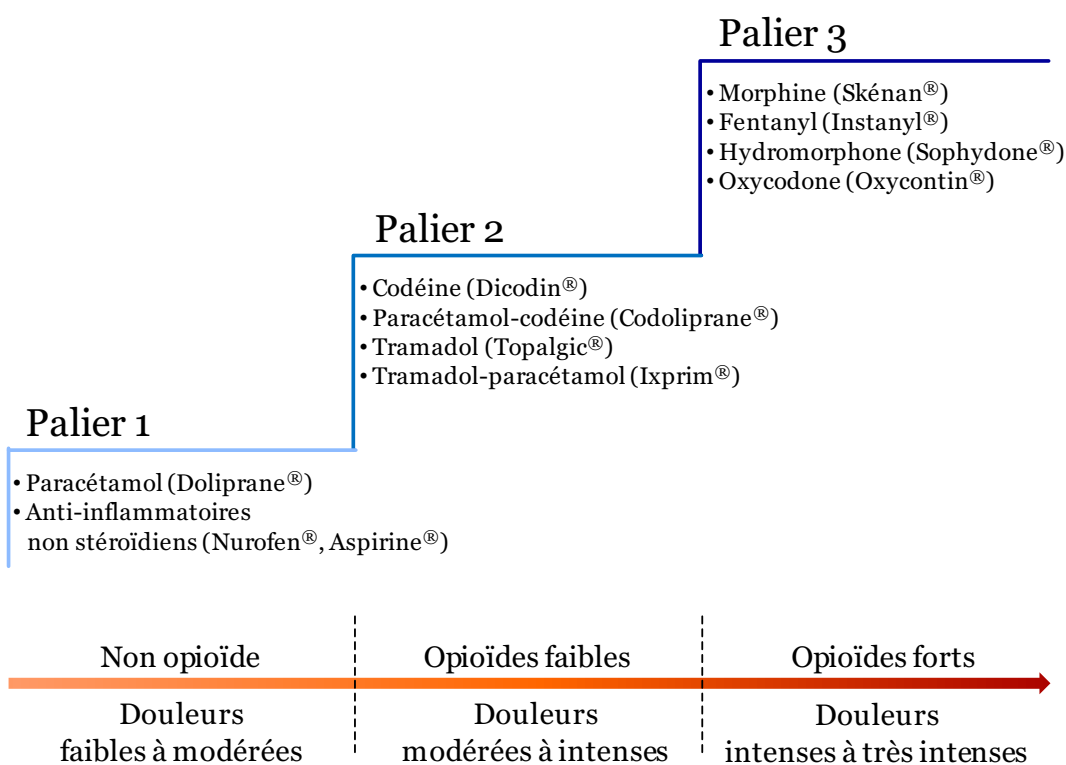 Palier 3
• Morphine (Skénan®)
• Fentanyl (Instanyl®)
• Hydromorphone (Sophydone®)
• Oxycodone (Oxycontin®)
Palier 2
• Codéine (Dicodin®)
• Paracétamol-codéine (Codoliprane®)
• Tramadol (Topalgic®)
• Tramadol-paracétamol (Ixprim®)
Palier 1
• Paracétamol (Doliprane®)
• Anti-inflammatoires
non stéroïdiens (Nurofen®, Aspirine®)
Non opioïde
Opioïdes faibles
Opioïdes forts
Douleurs
faibles à modérées
Douleurs
modérées à intenses
Douleurs
intenses à très intenses